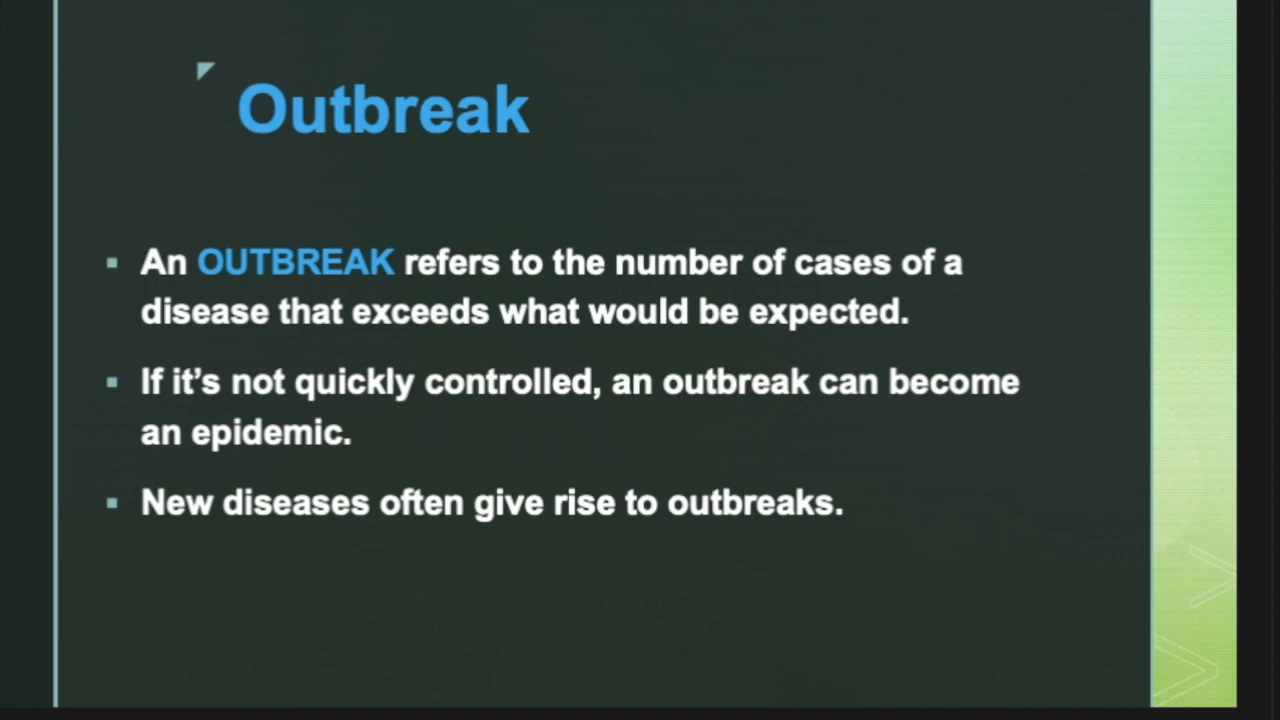 Outbreak
An OUTBREAK refers to the number of cases of a
disease that exceeds what would be expected.
If it’s not quickly controlled, an outbreak can become
an epidemic.
New diseases often give rise to outbreaks.